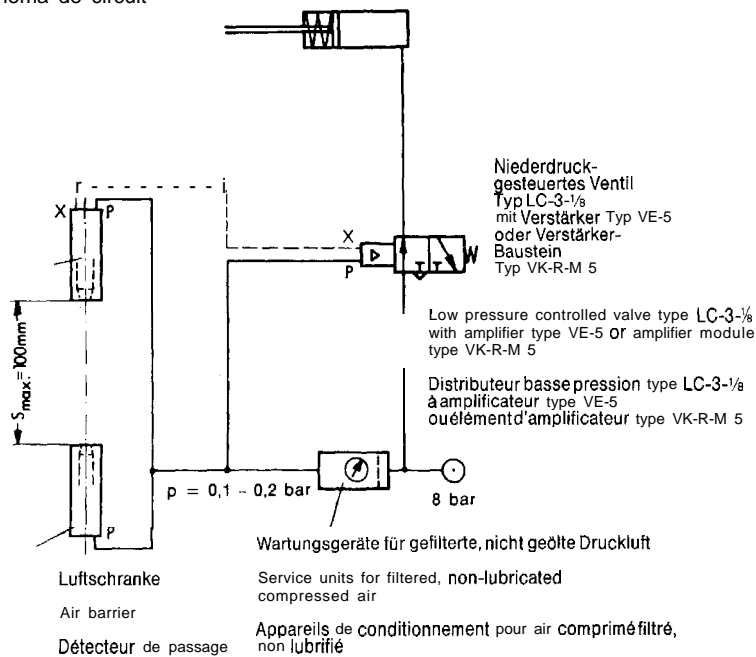 de circuit
X
P
X
P
Niederdruck-
gesteuertes Ventil
Typ LC-3-⅛
mit Verstärker Typ VE-5
oder Verstärker-
Baustein
Typ VK-R-M 5
Low pressure controlled valve type LC-3-⅛
with amplifier type VE-5 or amplifier module
type VK-R-M 5
Smax.=100mm
Distributeur basse pression type LC-3-⅛
à amplificateur type VE-5
ou élément d'amplificateur type VK-R-M 5
p = 0,1 - 0,2 bar
8 bar
P
Wartungsgeräte für gefilterte, nicht geölte Druckluft
Luftschranke
Service units for filtered, non-lubricated
compressed air
Air barrier
Appareils de conditionnement pour air comprimé filtré,
non lubrifié
Détecteur de passage